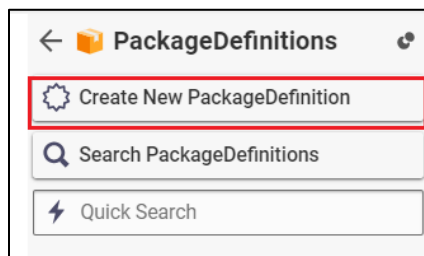 PackageDefinitions
Create New PackageDefinition
Search PackageDefinitions
Quick Search